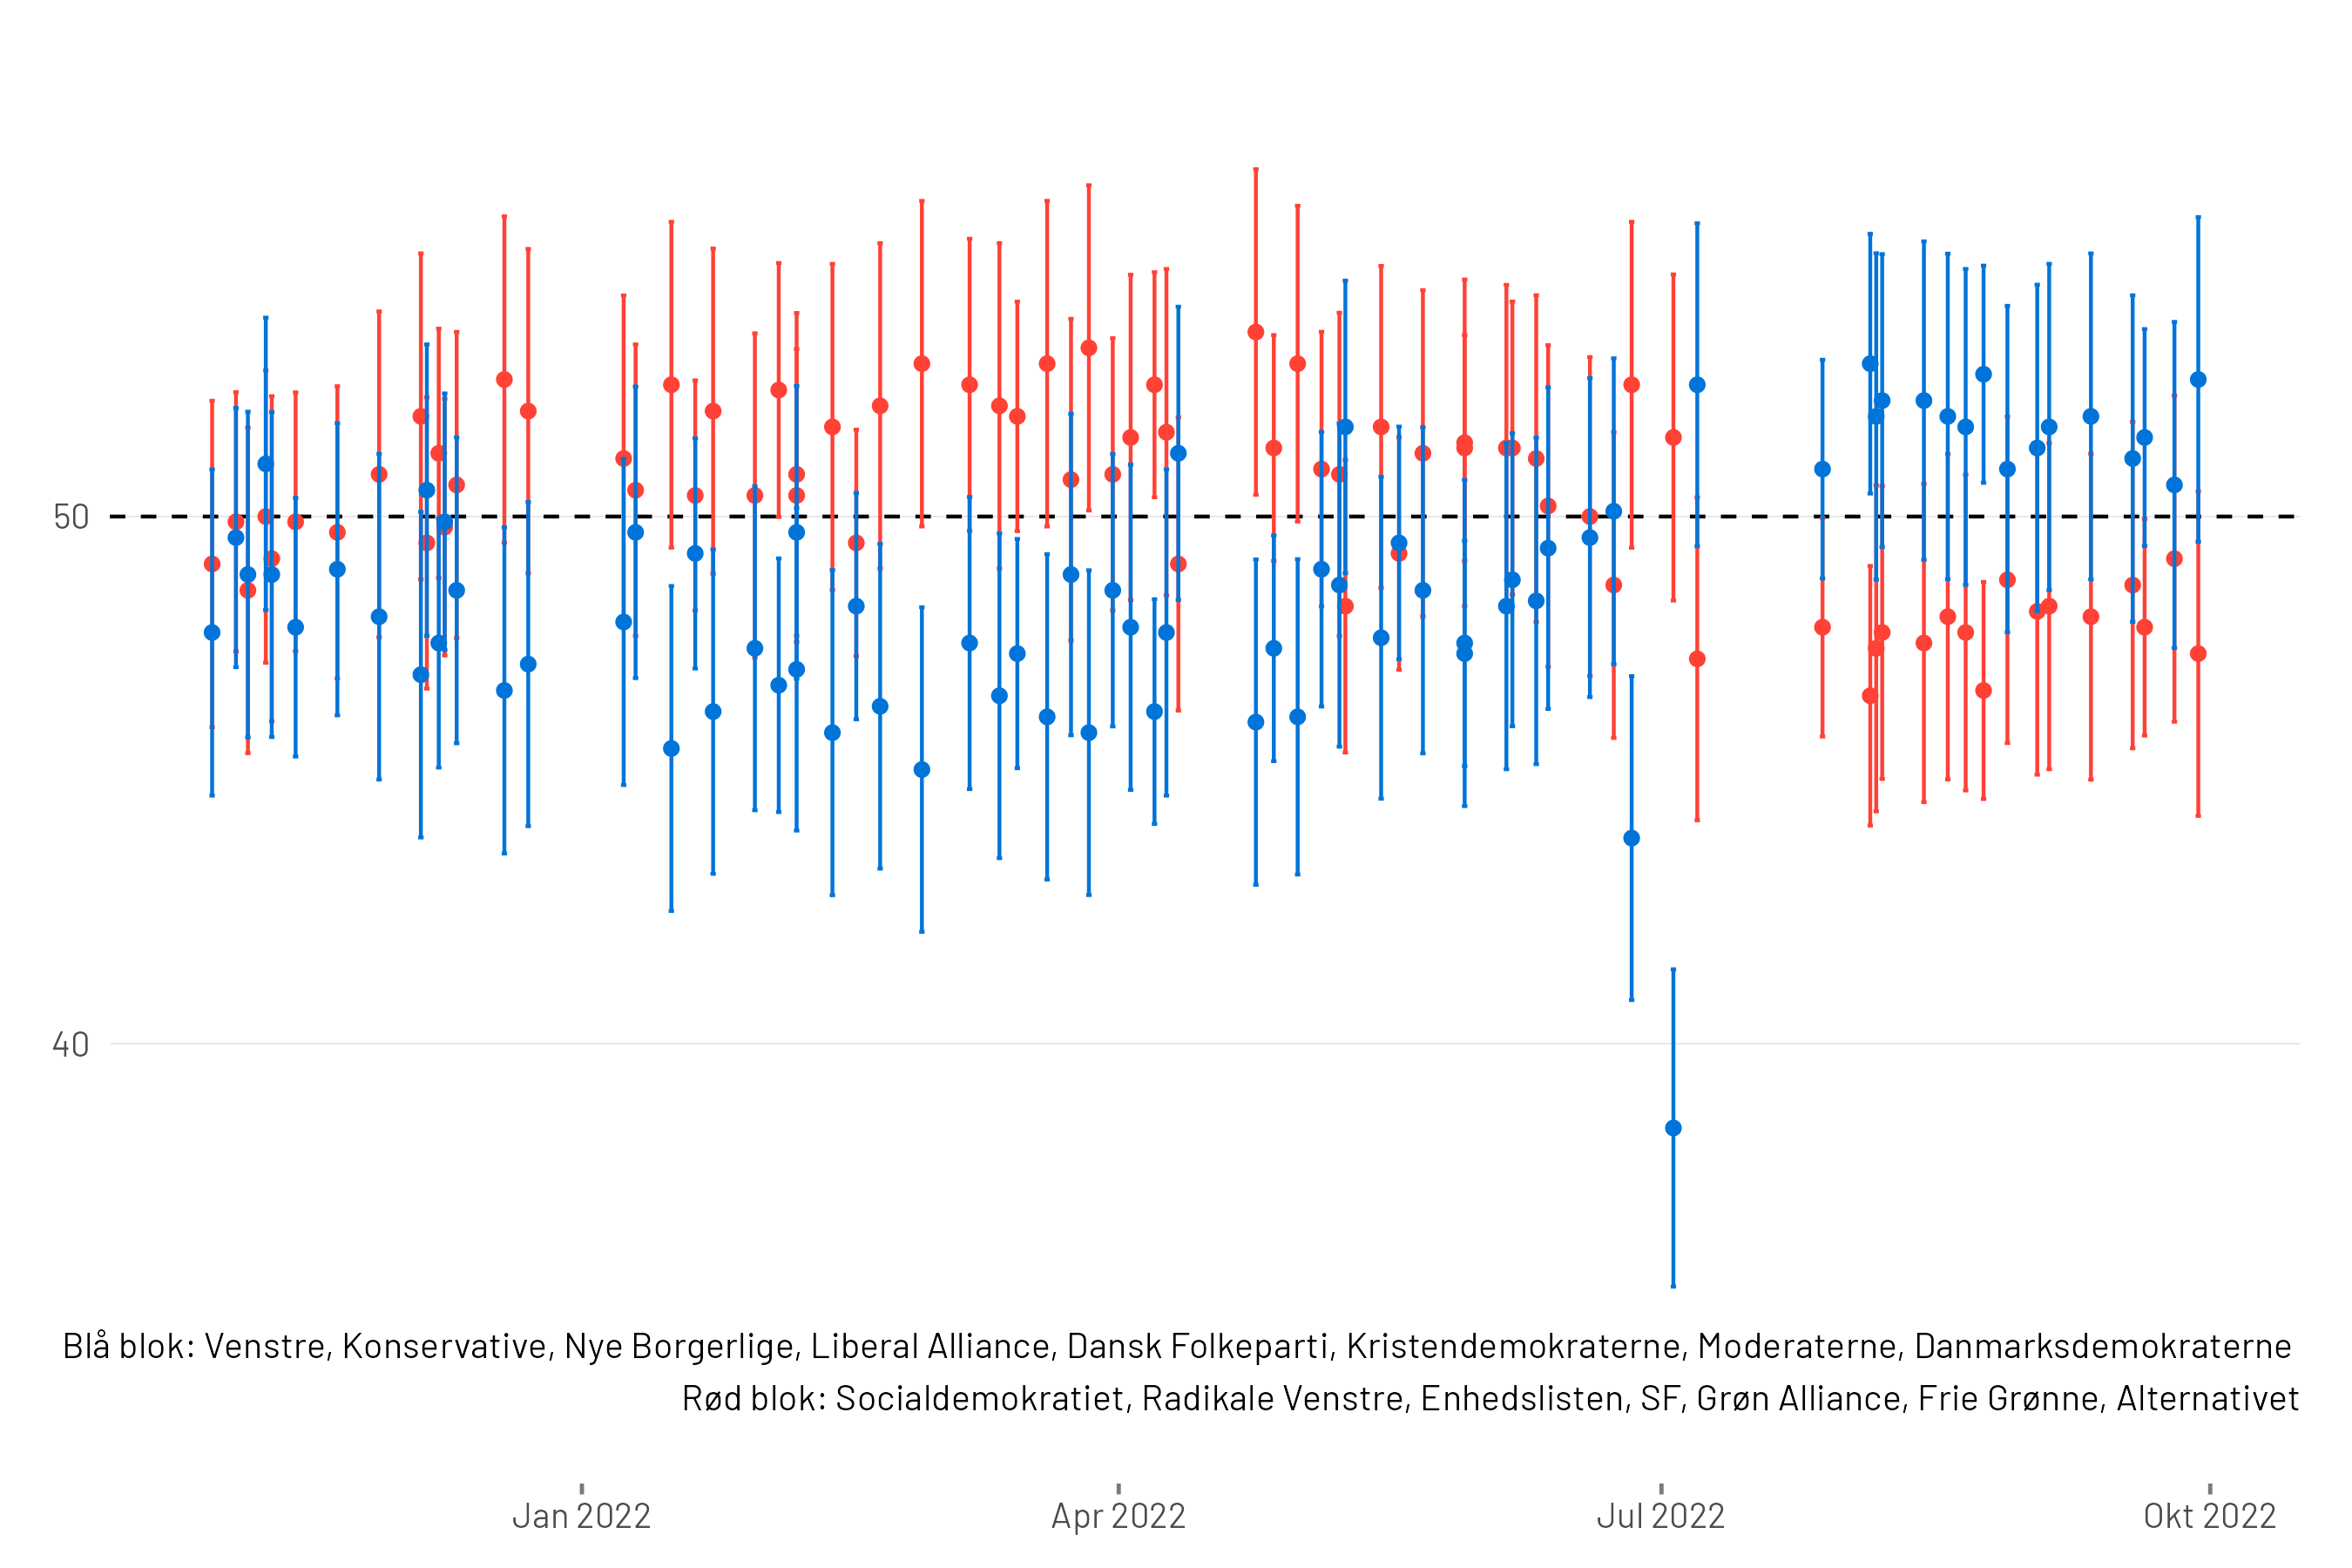 50
40
Blå blok: Venstre, Konservative, Nye Borgerlige, Liberal Alliance, Dansk Folkeparti, Kristendemokraterne, Moderaterne, Danmarksdemokraterne
Rød blok: Socialdemokratiet, Radikale Venstre, Enhedslisten, SF, Grøn Alliance, Frie Grønne, Alternativet
Jan 2022 Apr 2022 Jul 2022 Okt 2022